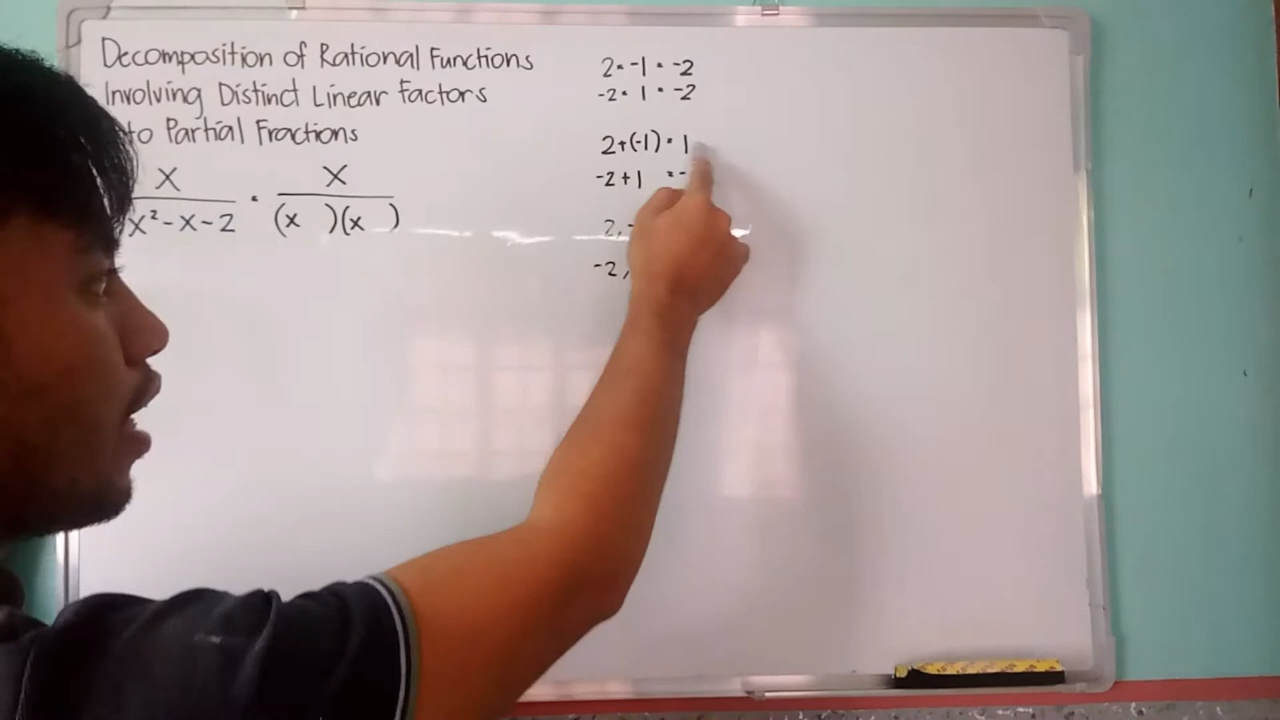 Decomposition of Rational Functions
Involving Distinct Linear Factors
to Partial Fractions
x
x²-x-2
=
x
(x )(x )
2·-1=-2
-2·1=-2
2+(-1)=1
-2+1 =-
2,-
-2,